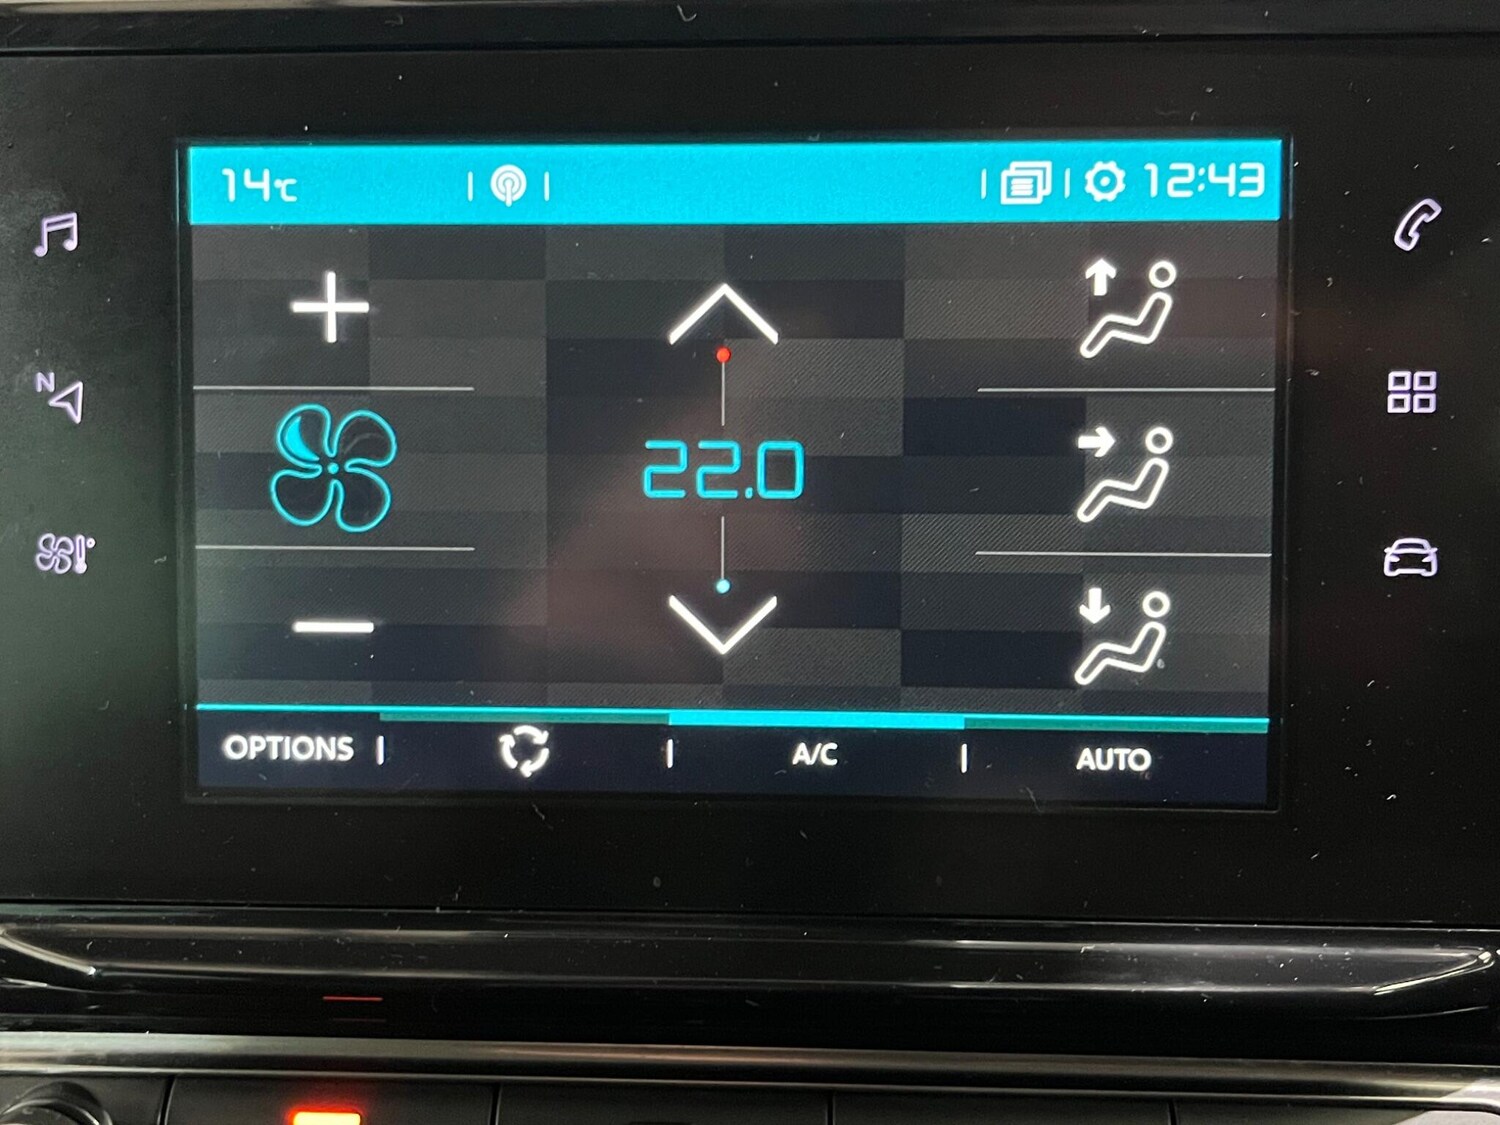 14°C 12:43
N
22.0
OPTIONS A/C AUTO